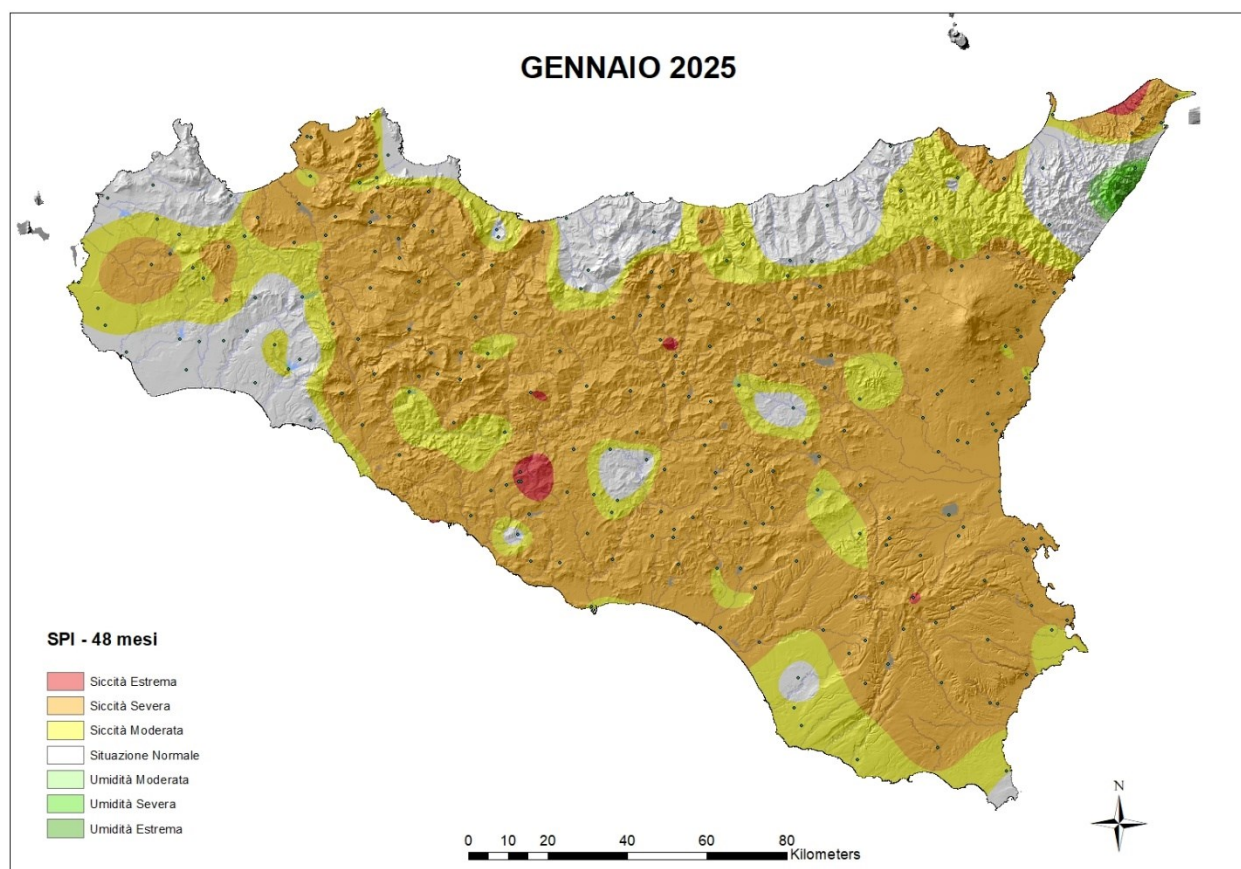 GENNAIO 2025
SPI - 48 mesi
Siccità Estrema
Siccità Severa
Siccità Moderata
Situazione Normale
Umidità Moderata
Umidità Severa
Umidità Estrema
N
0 10 20 40 60 80
Kilometers